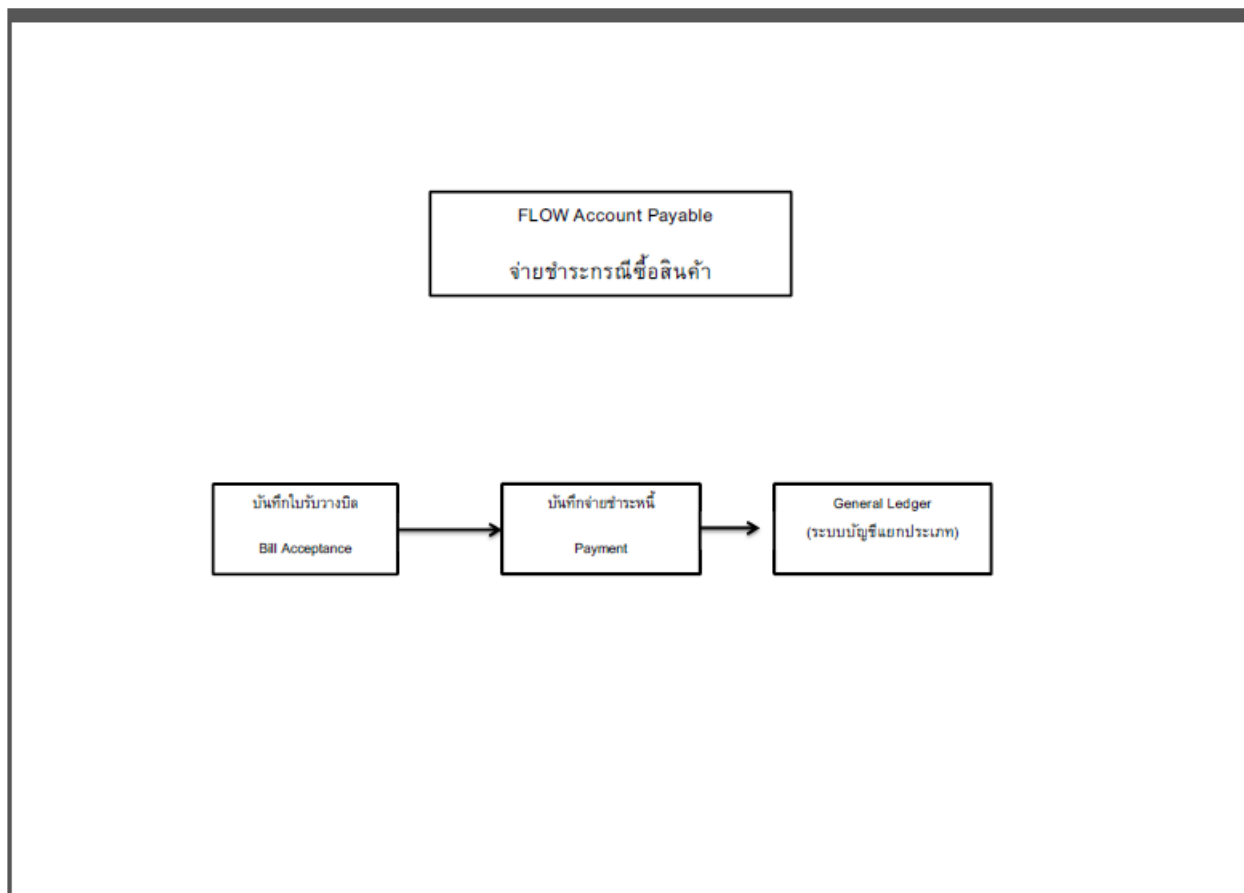 FLOW Account Payable
จ่ายชำระกรณีซื้อสินค้า
บันทึกใบรับวางบิล
Bill Acceptance
บันทึกจ่ายชำระหนี้
Payment
General Ledger
(ระบบบัญชีแยกประเภท)